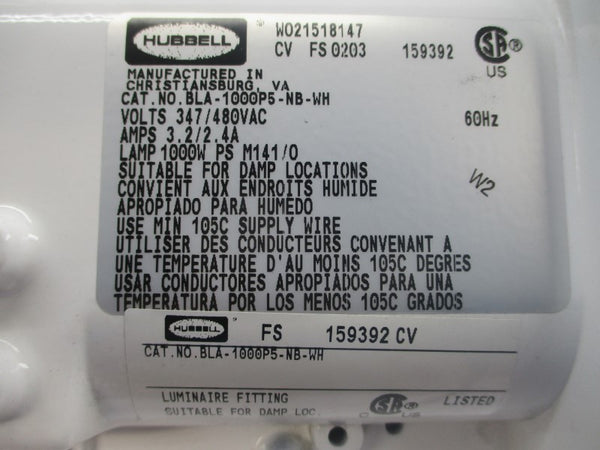 HUBBELL ® WO21518147
CV FS 0203 159392 SA® US
MANUFACTURED IN
CHRISTIANSBURG, VA
CAT.NO.BLA-1000P5-NB-WH
VOLTS 347/480VAC 60Hz
AMPS 3.2/2.4A
LAMP 1000W PS M141/O
SUITABLE FOR DAMP LOCATIONS
CONVIENT AUX ENDROITS HUMIDE
W2
APROPIADO PARA HUMEDO
USE MIN 105C SUPPLY WIRE
UTILISER DES CONDUCTEURS CONVENANT A
UNE TEMPERATURE D'AU MOINS 105C DEGRES
USAR CONDUCTORES APROPIADOS PARA UNA
TEMPERATURA POR LOS MENOS 105C GRADOS
HUBBELL FS 159392 CV
CAT.NO.BLA-1000P5-NB-WH
LUMINAIRE FITTING
SUITABLE FOR DAMP LOC. C SA® US LISTED